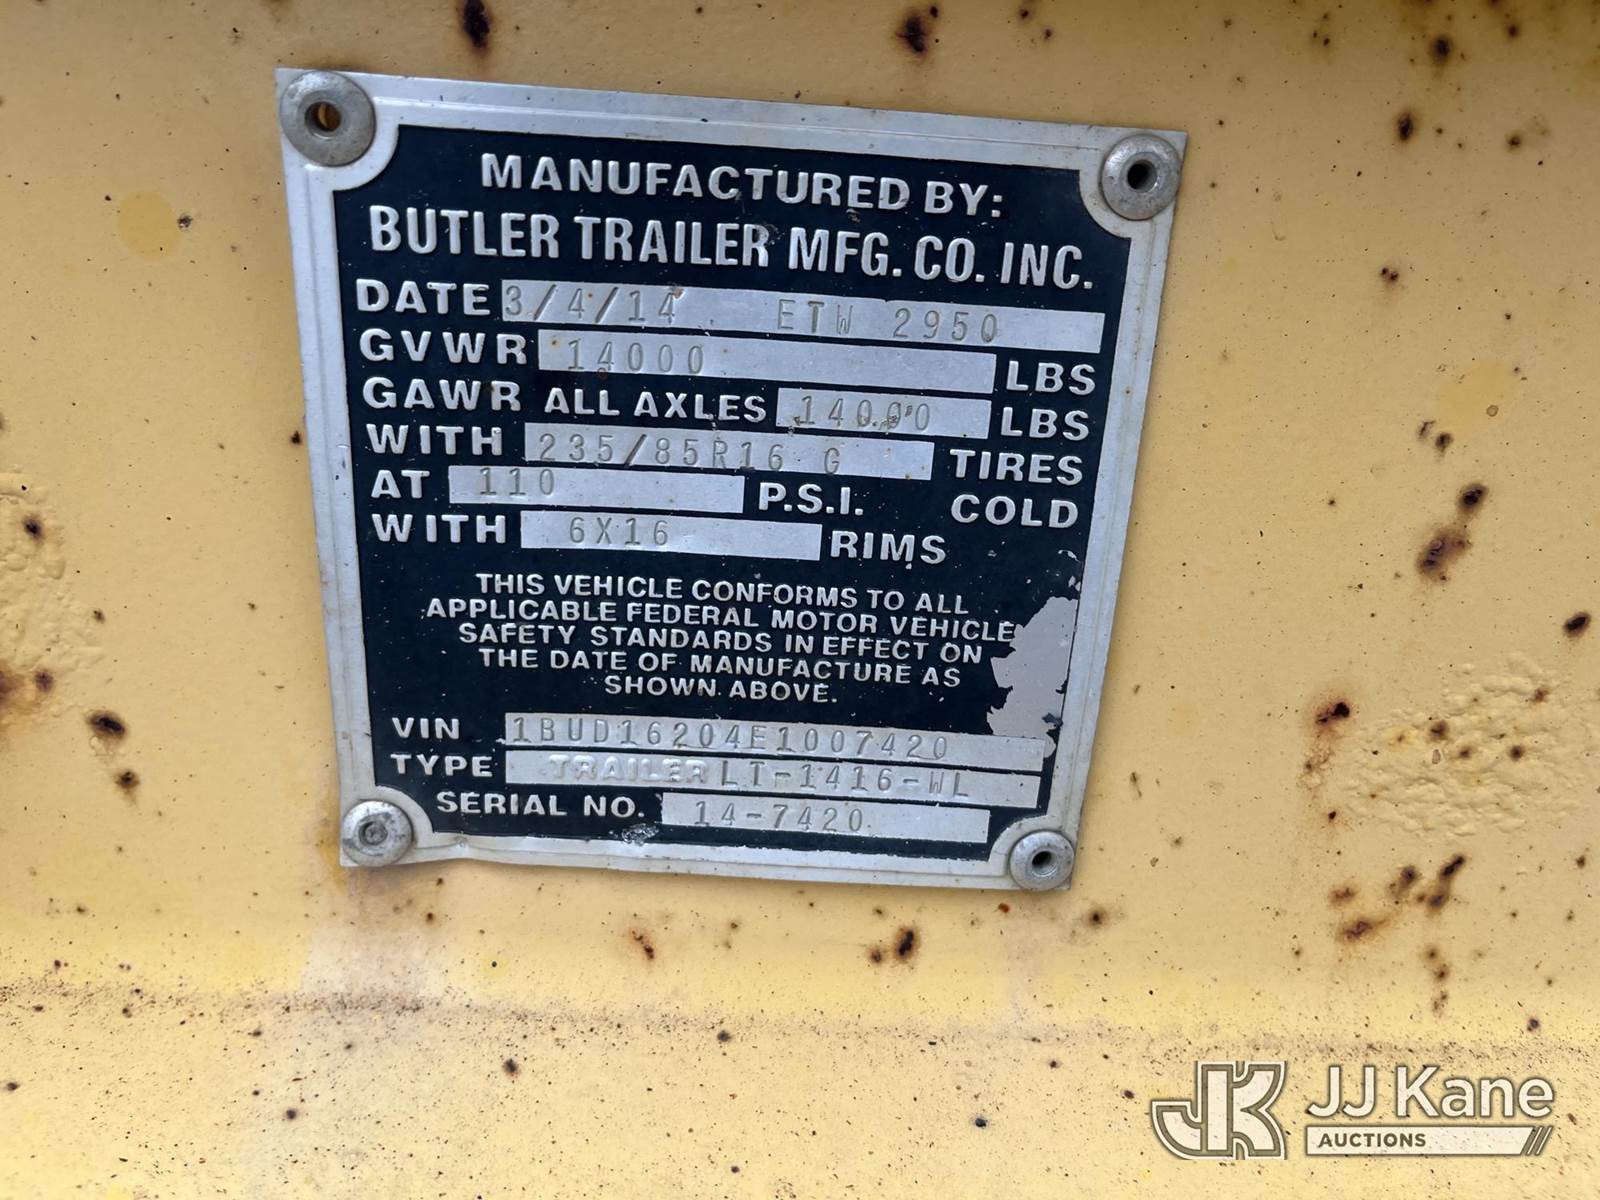 MANUFACTURED BY:
BUTLER TRAILER MFG. CO. INC.
DATE 3/4/14 ETW 2950
GVWR 14000 LBS
GAWR ALL AXLES 14000 LBS
WITH 235/85R16 G TIRES
AT 110 P.S.I. COLD
WITH 6X16 RIMS
THIS VEHICLE CONFORMS TO ALL
APPLICABLE FEDERAL MOTOR VEHICLE
SAFETY STANDARDS IN EFFECT ON
THE DATE OF MANUFACTURE AS
SHOWN ABOVE.
VIN 1BUD16204E1007420
TYPE TRAILER LT-1416-WL
SERIAL NO. 14-7420
JK JJ Kane
AUCTIONS